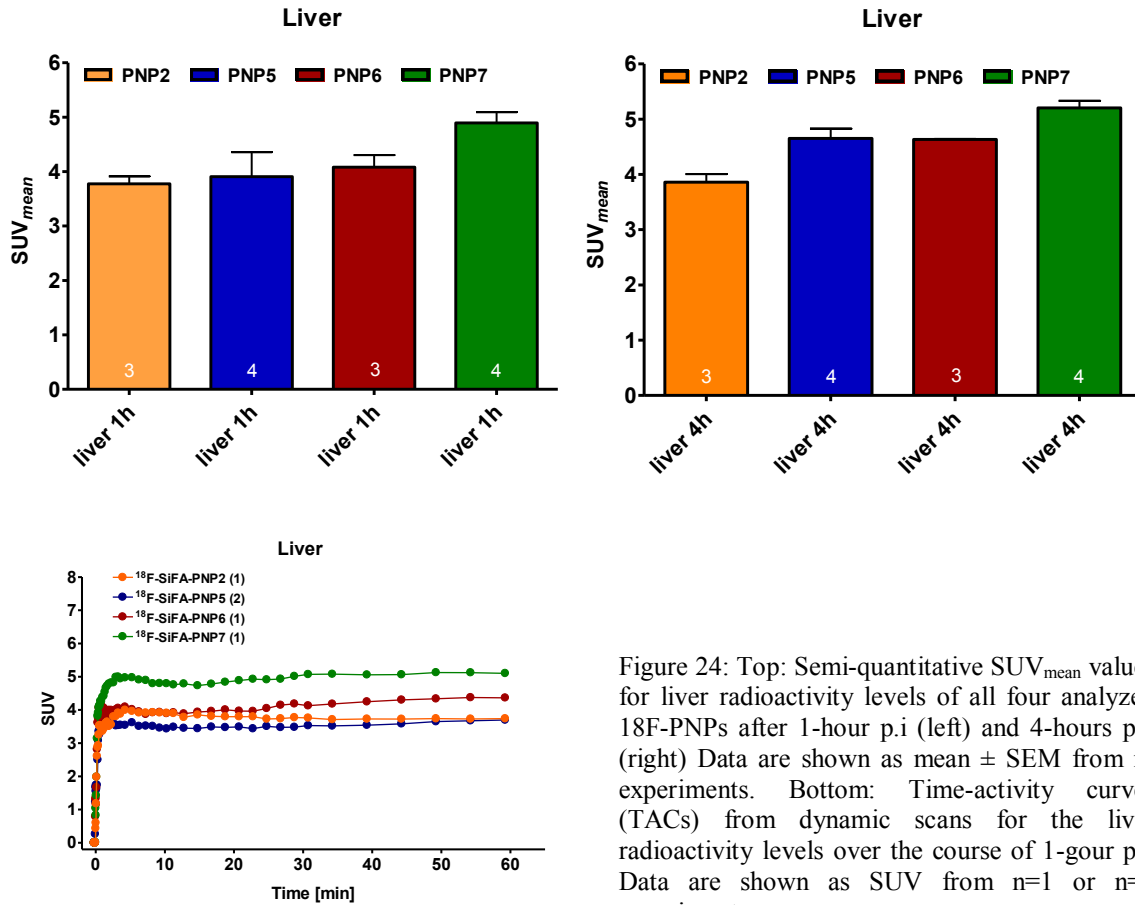 Liver
6
5
4
3
2
1
0
SUVmean
PNP2 PNP5 PNP6 PNP7
3 4 3 4
liver 1h liver 1h liver 1h liver 1h
Liver
6
5
4
3
2
1
0
SUVmean
PNP2 PNP5 PNP6 PNP7
3 4 3 4
liver 4h liver 4h liver 4h liver 4h
Liver
8
7
6
5
4
3
2
1
0
SUV
18F-SiFA-PNP2 (1)
18F-SiFA-PNP5 (2)
18F-SiFA-PNP6 (1)
18F-SiFA-PNP7 (1)
0 10 20 30 40 50 60
Time [min]
Figure 24: Top: Semi-quantitative SUVmean value
for liver radioactivity levels of all four analyze
18F-PNPs after 1-hour p.i (left) and 4-hours p
(right) Data are shown as mean ± SEM from
experiments. Bottom: Time-activity curve
(TACs) from dynamic scans for the live
radioactivity levels over the course of 1-gour p
Data are shown as SUV from n=1 or n=